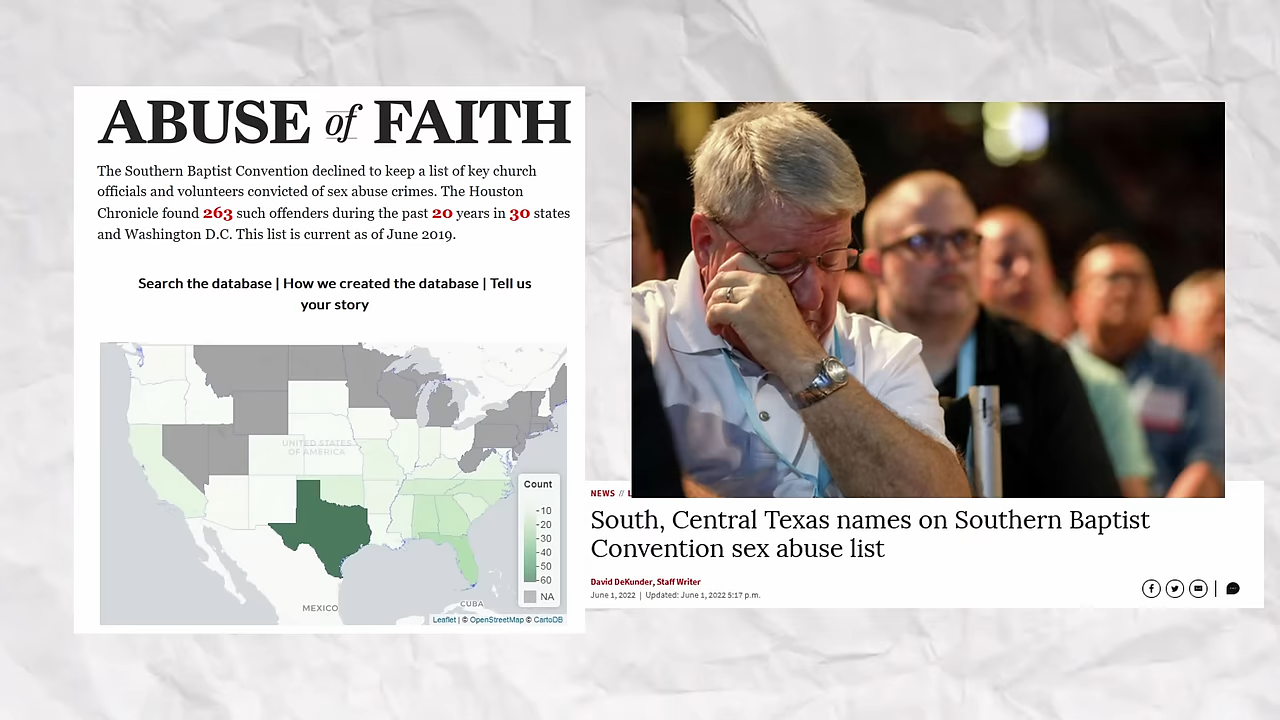 ABUSE of FAITH
The Southern Baptist Convention declined to keep a list of key church
officials and volunteers convicted of sex abuse crimes. The Houston
Chronicle found 263 such offenders during the past 20 years in 30 states
and Washington D.C. This list is current as of June 2019.
Search the database | How we created the database | Tell us
your story
UNITED STATES
OF AMERICA
MEXICO
CUBA
Count
10
20
30
40
50
60
NA
Leaflet | © OpenStreetMap © CartoDB
NEWS // L
South, Central Texas names on Southern Baptist
Convention sex abuse list
David DeKunder, Staff Writer
June 1, 2022 | Updated: June 1, 2022 5:17 p.m.